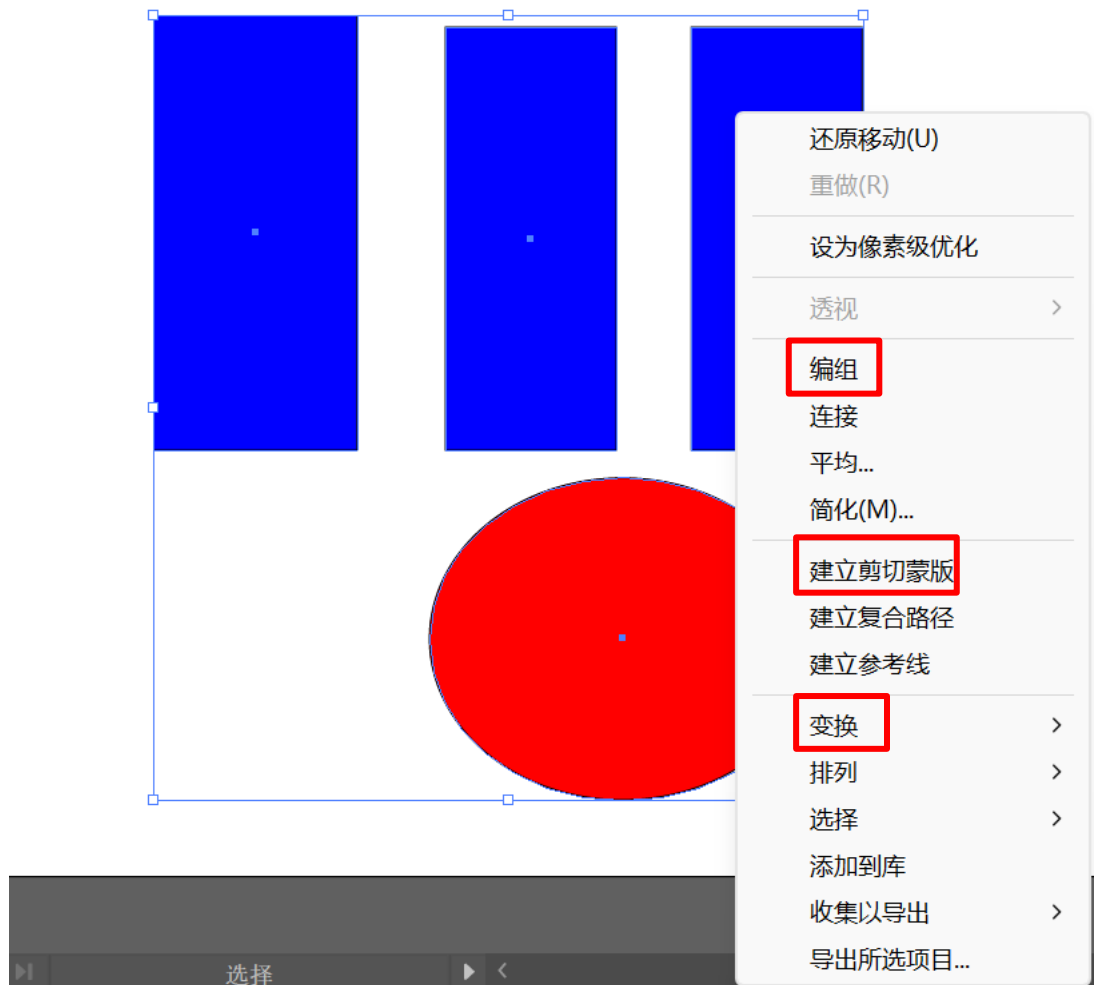 还原移动(U)
重做(R)
设为像素级优化
透视
编组
连接
平均...
简化(M)...
建立剪切蒙版
建立复合路径
建立参考线
变换
排列
选择
添加到库
收集以导出
导出所选项目...
选择